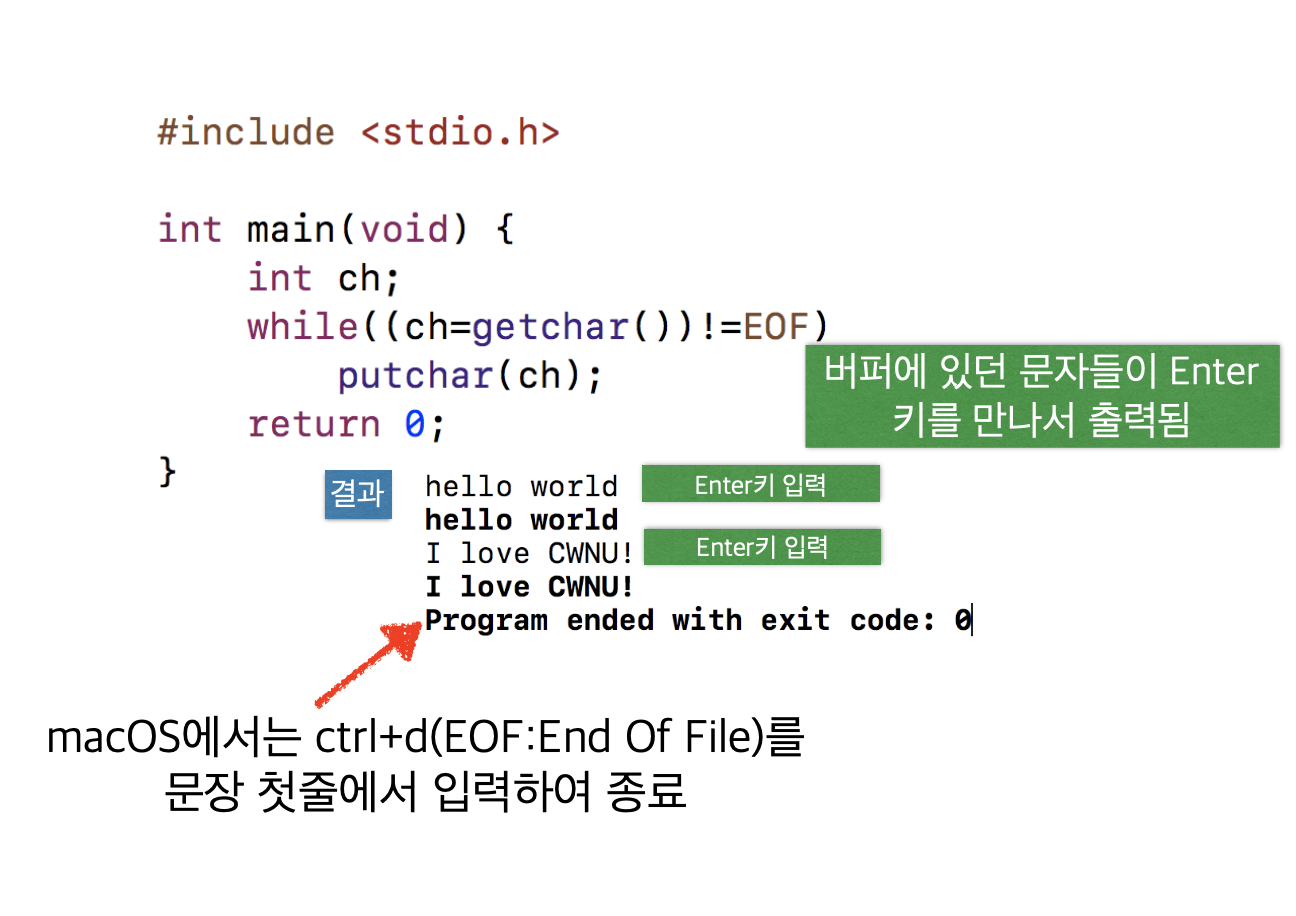 #include <stdio.h>
int main(void) {
int ch;
while((ch=getchar())!=EOF)
putchar(ch);
return 0;
}
버퍼에 있던 문자들이 Enter
키를 만나서 출력됨
결과
hello world
Enter키 입력
hello world
I love CWNU!
Enter키 입력
I love CWNU!
Program ended with exit code: 0
macOS에서는 ctrl+d(EOF:End Of File)를
문장 첫줄에서 입력하여 종료